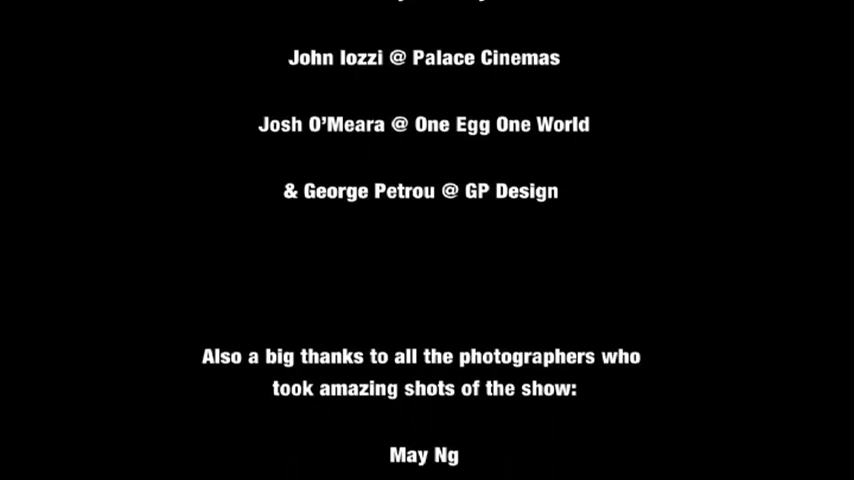 John Iozzi @ Palace Cinemas
Josh O’Meara @ One Egg One World
& George Petrou @ GP Design
Also a big thanks to all the photographers who
took amazing shots of the show:
May Ng